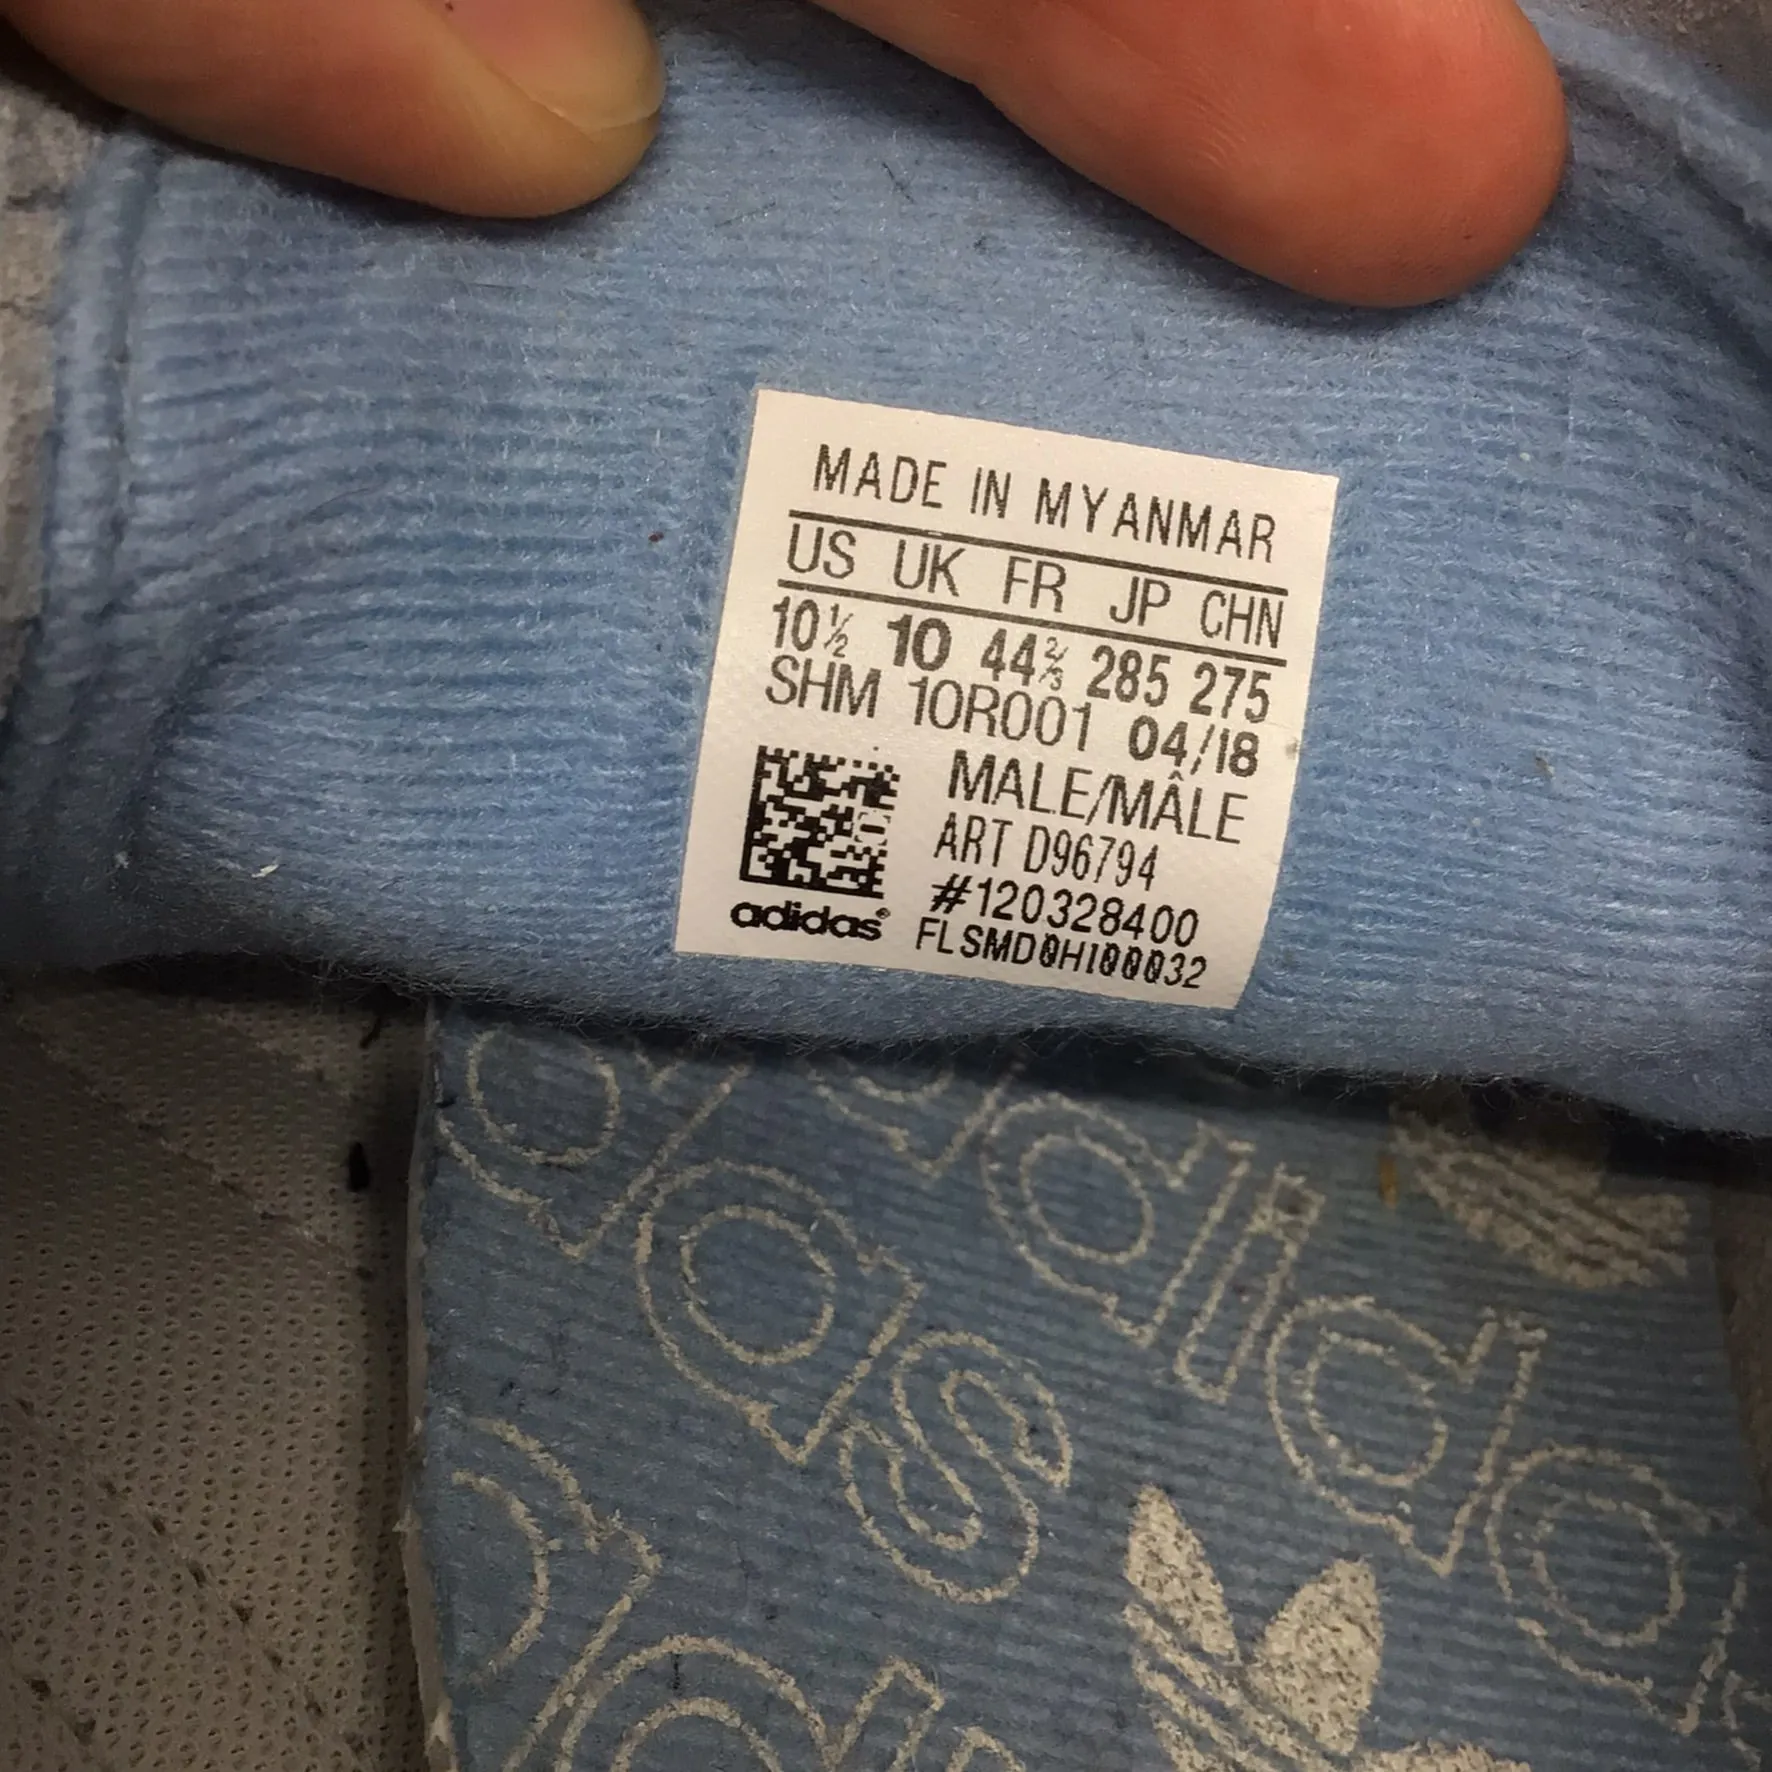 MADE IN MYANMAR
US UK FR JP CHN
10½ 10 44⅔ 285 275
SHM 10R001 04/18
MALE/MÂLE
ART D96794
#120328400
adidas®
FLSMD0HI00032
adidas